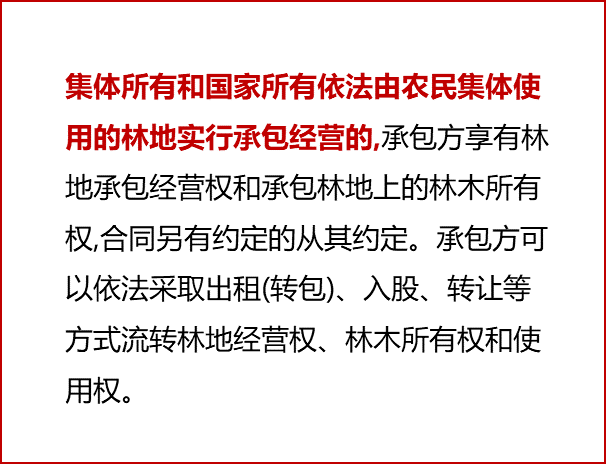 集体所有和国家所有依法由农民集体使
用的林地实行承包经营的,承包方享有林
地承包经营权和承包林地上的林木所有
权,合同另有约定的从其约定。承包方可
以依法采取出租(转包)、入股、转让等
方式流转林地经营权、林木所有权和使
用权。